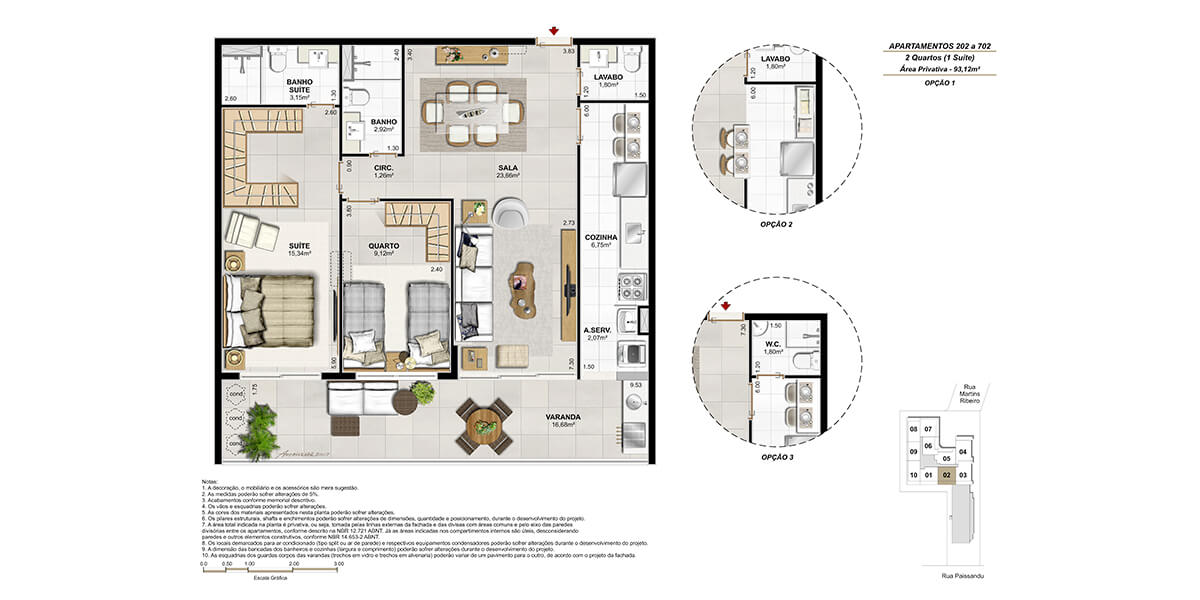 APARTAMENTOS 202 a 702
2 Quartos (1 Suíte)
Área Privativa - 93,12m²
OPÇÃO 1
3.83
2.40
3.40
BANHO
SUÍTE
3,15m²
2.60
1.30
2.60
BANHO
2,92m²
1.30
LAVABO
1,80m²
1.20
1.50
6.00
CIRC.
1,26m²
0.90
SALA
23,66m²
3.80
2.73
SUÍTE
15,34m²
QUARTO
9,12m²
2.40
COZINHA
6,75m²
A.SERV.
2,07m²
5.90
7.30
1.50
1.75
9.53
cond
cond
cond
VARANDA
16,68m²
LAVABO
1,80m²
1.20
6.00
OPÇÃO 2
7.30
1.50
W.C.
1,80m²
1.20
6.00
OPÇÃO 3
Rua
Martins
Ribeiro
08
07
06
09
05
04
10
01
02
03
Rua Paissandu
Notas:
1. A decoração, o mobiliário e os acessórios são mera sugestão.
2. As medidas poderão sofrer alterações de 5%.
3. Acabamentos conforme memorial descritivo.
4. Os vãos e esquadrias poderão sofrer alterações.
5. As cores dos materiais apresentados nesta planta poderão sofrer alterações.
6. Os pilares estruturais, shafts e enchimentos poderão sofrer alterações de dimensões, quantidade e posicionamento, durante o desenvolvimento do projeto.
7. A área total indicada na planta é privativa, ou seja, tomada pelas linhas externas da fachada e das divisas com áreas comuns e pelo eixo das paredes
divisórias entre os apartamentos, conforme descrito na NBR 12.721 ABNT. Já as áreas indicadas nos compartimentos internos são úteis, desconsiderando
paredes e outros elementos construtivos, conforme NBR 14.653-2 ABNT.
8. Os locais demarcados para ar condicionado (tipo split ou ar de parede) e respectivos equipamentos condensadores poderão sofrer alterações durante o desenvolvimento do projeto.
9. A dimensão das bancadas dos banheiros e cozinhas (largura e comprimento) poderão sofrer alterações durante o desenvolvimento do projeto.
10. As esquadrias dos guardas corpos das varandas (trechos em vidro e trechos em alvenaria) poderão variar de um pavimento para o outro, de acordo com o projeto da fachada.
0.0 0.50 1.00 2.00 3.00
Escala Gráfica